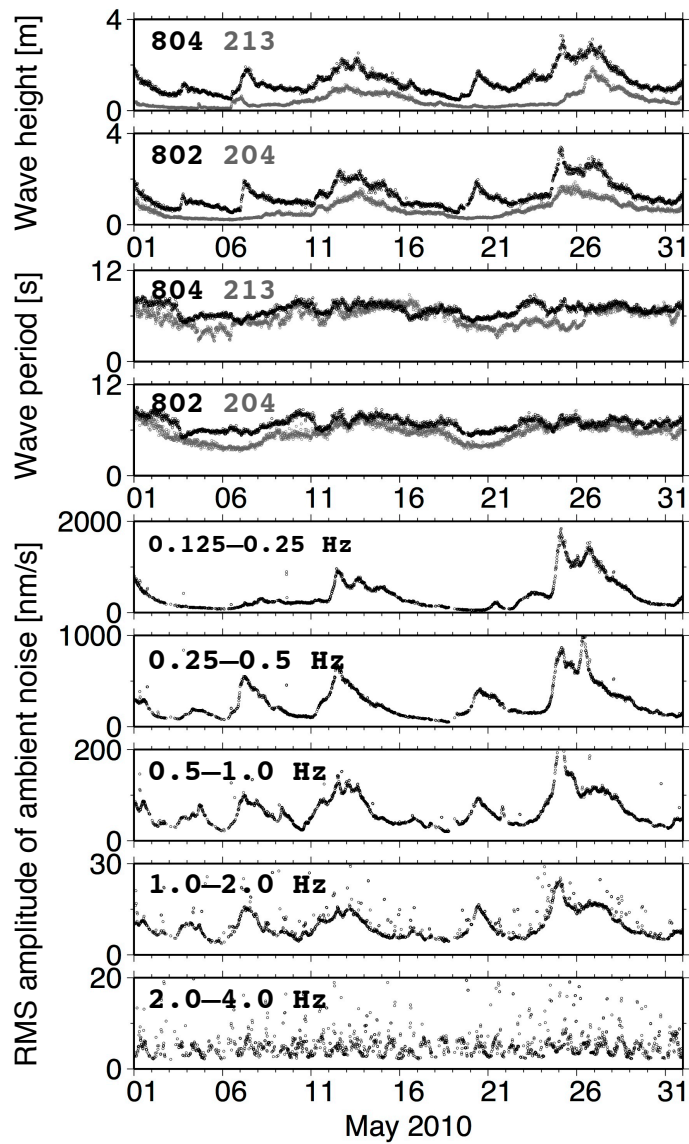 Wave height [m]
4
804 213
0
4
802 204
0
01 06 11 16 21 26 31
Wave period [s]
12
804 213
0
12
802 204
0
01 06 11 16 21 26 31
RMS amplitude of ambient noise [nm/s]
2000
0.125–0.25 Hz
0
1000
0.25–0.5 Hz
0
200
0.5–1.0 Hz
0
30
1.0–2.0 Hz
0
20
2.0–4.0 Hz
0
01 06 11 16 21 26 31
May 2010